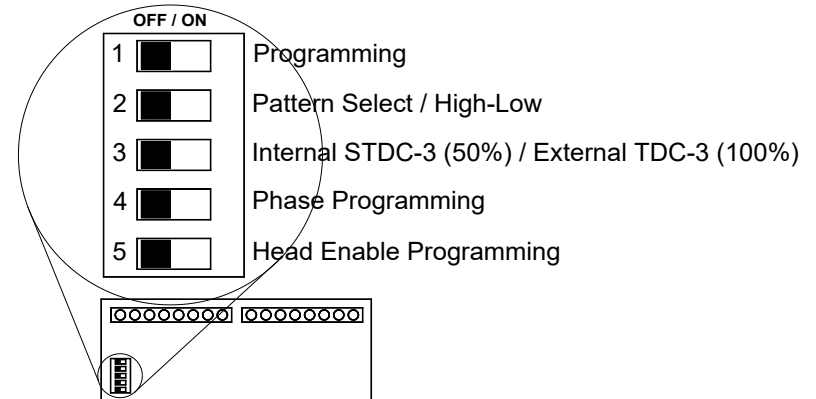 OFF / ON
1 Programming
2 Pattern Select / High-Low
3 Internal STDC-3 (50%) / External TDC-3 (100%)
4 Phase Programming
5 Head Enable Programming